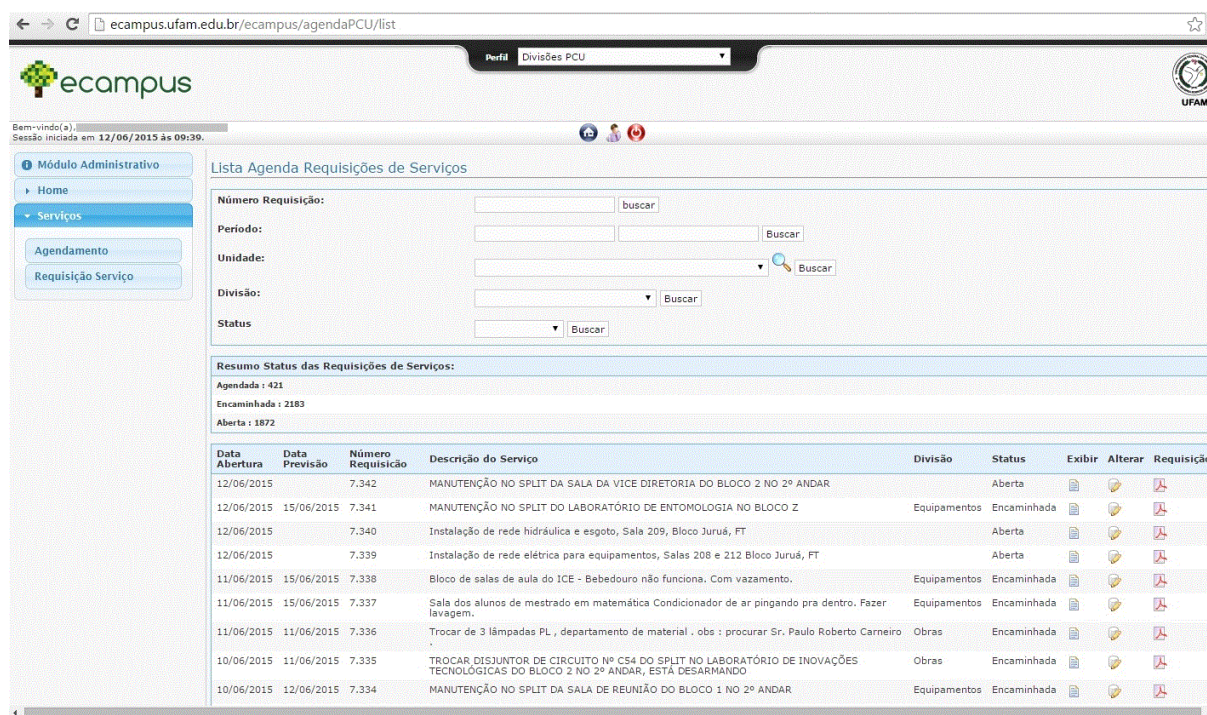 ecampus.ufam.edu.br/ecampus/agendaPCU/list
Perfil Divisões PCU
ecampus
UFAM
Bem-vindo(a),
Sessão iniciada em 12/06/2015 às 09:39.
Módulo Administrativo
Home
Serviços
Agendamento
Requisição Serviço
Lista Agenda Requisições de Serviços
Número Requisição: buscar
Período: Buscar
Unidade: Buscar
Divisão: Buscar
Status Buscar
Resumo Status das Requisições de Serviços:
Agendada : 421
Encaminhada : 2183
Aberta : 1872
Data Abertura Data Previsão Número Requisicão Descrição do Serviço Divisão Status Exibir Alterar Requisição
12/06/2015 7.342 MANUTENÇÃO NO SPLIT DA SALA DA VICE DIRETORIA DO BLOCO 2 NO 2º ANDAR Aberta
12/06/2015 15/06/2015 7.341 MANUTENÇÃO NO SPLIT DO LABORATÓRIO DE ENTOMOLOGIA NO BLOCO Z Equipamentos Encaminhada
12/06/2015 7.340 Instalação de rede hidráulica e esgoto, Sala 209, Bloco Juruá, FT Aberta
12/06/2015 7.339 Instalação de rede elétrica para equipamentos, Salas 208 e 212 Bloco Juruá, FT Aberta
11/06/2015 15/06/2015 7.338 Bloco de salas de aula do ICE - Bebedouro não funciona. Com vazamento. Equipamentos Encaminhada
11/06/2015 15/06/2015 7.337 Sala dos alunos de mestrado em matemática Condicionador de ar pingando pra dentro. Fazer Equipamentos Encaminhada
lavagem.
11/06/2015 11/06/2015 7.336 Trocar de 3 lâmpadas PL , departamento de material . obs : procurar Sr. Paulo Roberto Carneiro Obras Encaminhada
.
10/06/2015 11/06/2015 7.335 TROCAR DISJUNTOR DE CIRCUITO Nº C54 DO SPLIT NO LABORATÓRIO DE INOVAÇÕES Obras Encaminhada
TECNOLÓGICAS DO BLOCO 2 NO 2º ANDAR, ESTÁ DESARMANDO
10/06/2015 12/06/2015 7.334 MANUTENÇÃO NO SPLIT DA SALA DE REUNIÃO DO BLOCO 1 NO 2º ANDAR Equipamentos Encaminhada